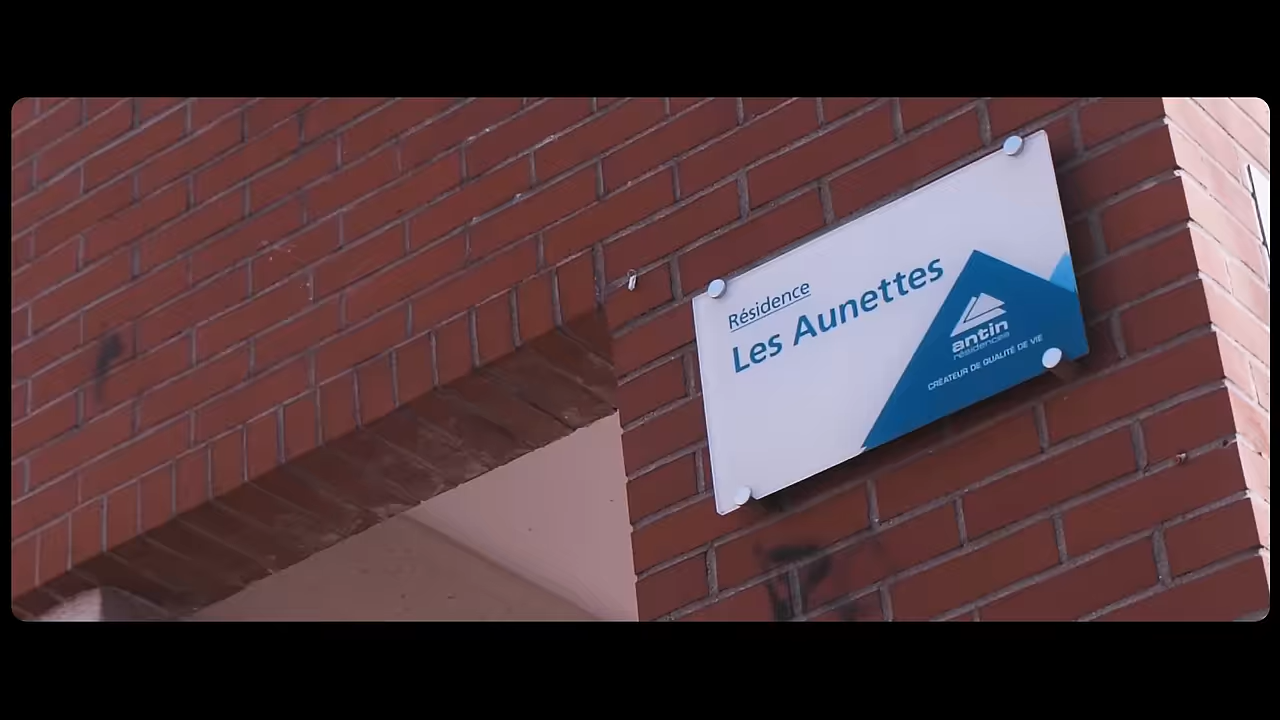 Résidence
Les Aunettes
antin
résidences
CRÉATEUR DE QUALITÉ DE VIE